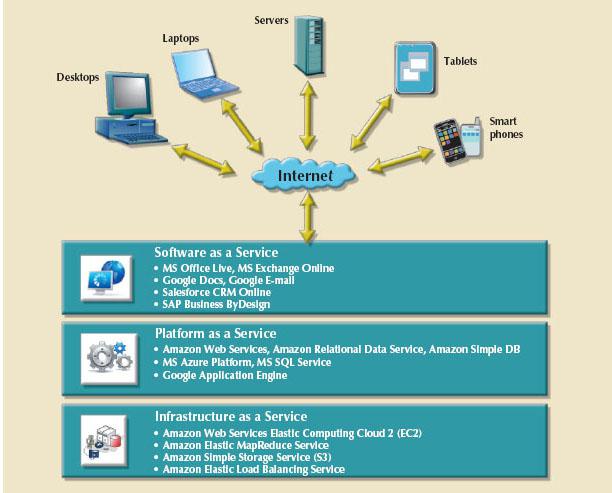 Servers
Laptops
Tablets
Desktops
Smart
phones
Internet
Software as a Service
• MS Office Live, MS Exchange Online
• Google Docs, Google E-mail
• Salesforce CRM Online
• SAP Business ByDesign
Platform as a Service
• Amazon Web Services, Amazon Relational Data Service, Amazon Simple DB
• MS Azure Platform, MS SQL Service
• Google Application Engine
Infrastructure as a Service
• Amazon Web Services Elastic Computing Cloud 2 (EC2)
• Amazon Elastic MapReduce Service
• Amazon Simple Storage Service (S3)
• Amazon Elastic Load Balancing Service